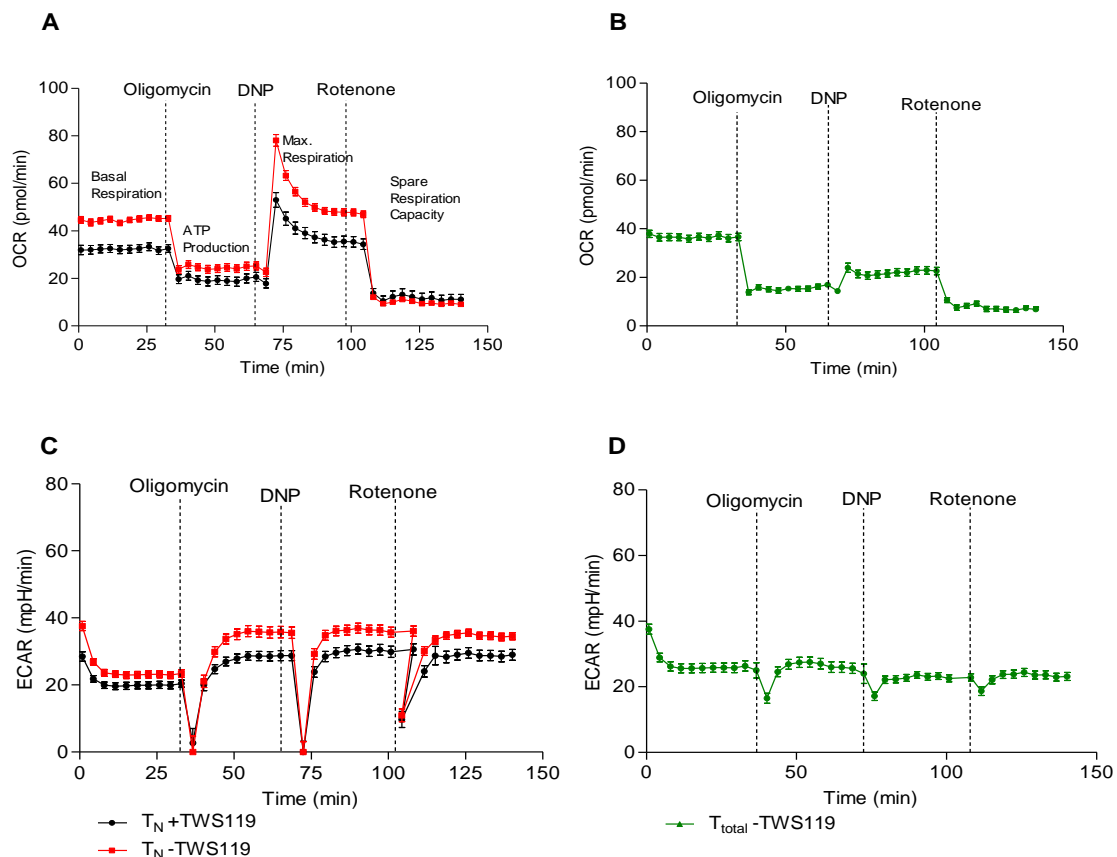 A
100
80
60
40
20
0
OCR (pmol/min)
Oligomycin
DNP
Rotenone
Basal
Respiration
ATP
Production
Max.
Respiration
Spare
Respiration
Capacity
0 25 50 75 100 150
Time (min)
B
100
80
60
40
20
0
OCR (pmol/min)
Oligomycin
DNP
Rotenone
0 50 100 150
Time (min)
C
80
60
40
20
0
ECAR (mpH/min)
Oligomycin
DNP
Rotenone
0 25 50 75 100 125 150
Time (min)
TN +TWS119
TN -TWS119
D
80
60
40
20
0
ECAR (mpH/min)
Oligomycin
DNP
Rotenone
0 50 100 150
Time (min)
Ttotal -TWS119